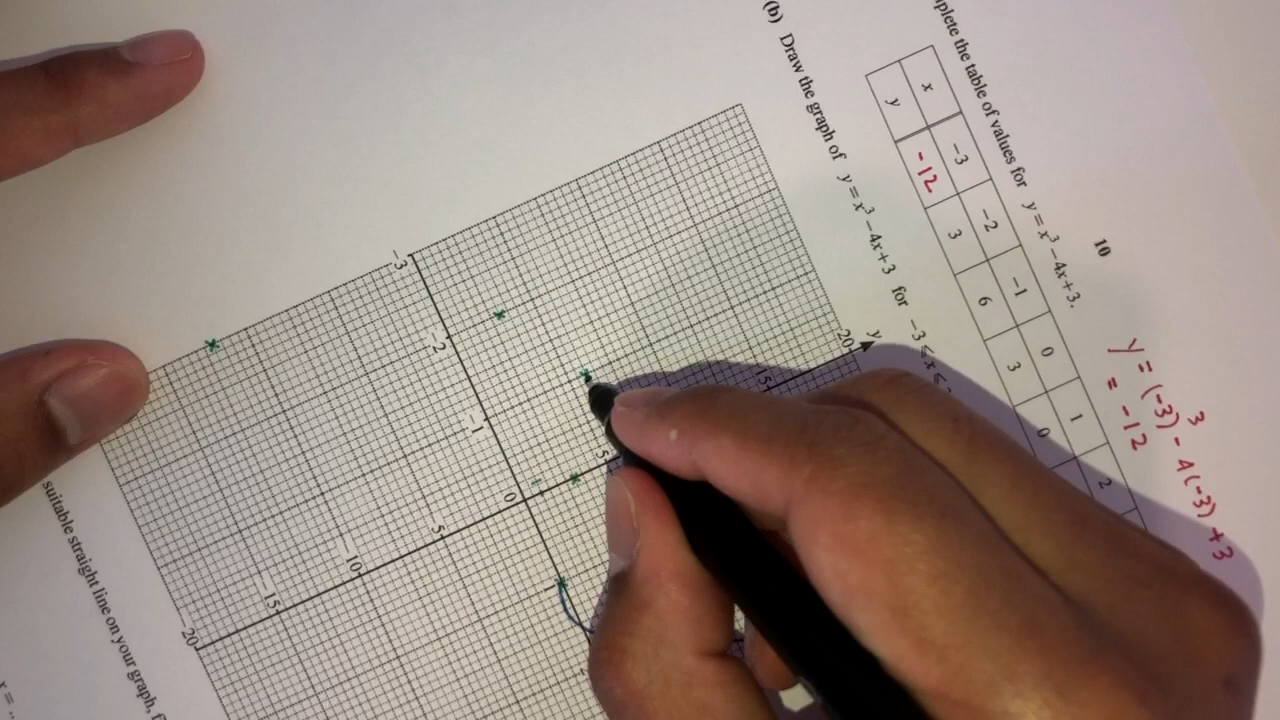 10
plete the table of values for y = x³ – 4x + 3.
x –3 –2 –1 0 1 2
y -12 3 6 3 0
y = (-3)³ - 4(-3) + 3
= -12
(b) Draw the graph of y = x³ – 4x + 3 for –3 ≤ x ≤
y
20
15
5
–3 –2 –1 0
–5
–10
–15
–20
suitable straight line on your graph, f
x = ..